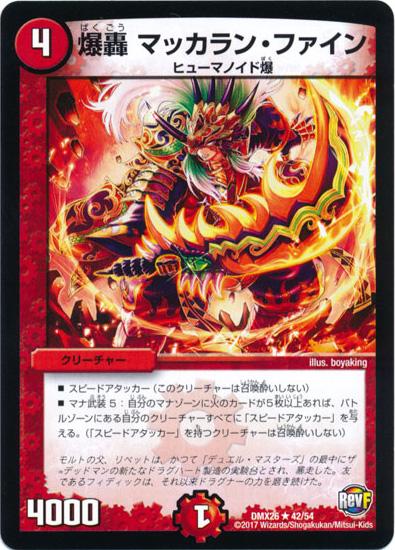 4
ばくごう
爆轟 マッカラン・ファイン
ヒューマノイド爆
ばく
クリーチャー
illus. boyaking
■ スピードアタッカー (このクリーチャーは召喚酔いしない)
■ マナ武装 5:自分のマナゾーンに火のカードが5枚以上あれば、バト
ルゾーンにある自分のクリーチャーすべてに「スピードアタッカー」を与
える。(「スピードアタッカー」を持つクリーチャーは召喚酔いしない)
モルトの父、リベットは、かつて「デュエル・マスターズ」の最中にザ
=デッドマンの新たなドラグハート製造の実験台とされ、暴走した。友
であるフィディックは、それ以来ドラグナーの力を磨き続けた。
4000
1
RevF
DMX26 ★ 42/54
©2017 Wizards/Shogakukan/Mitsui-Kids